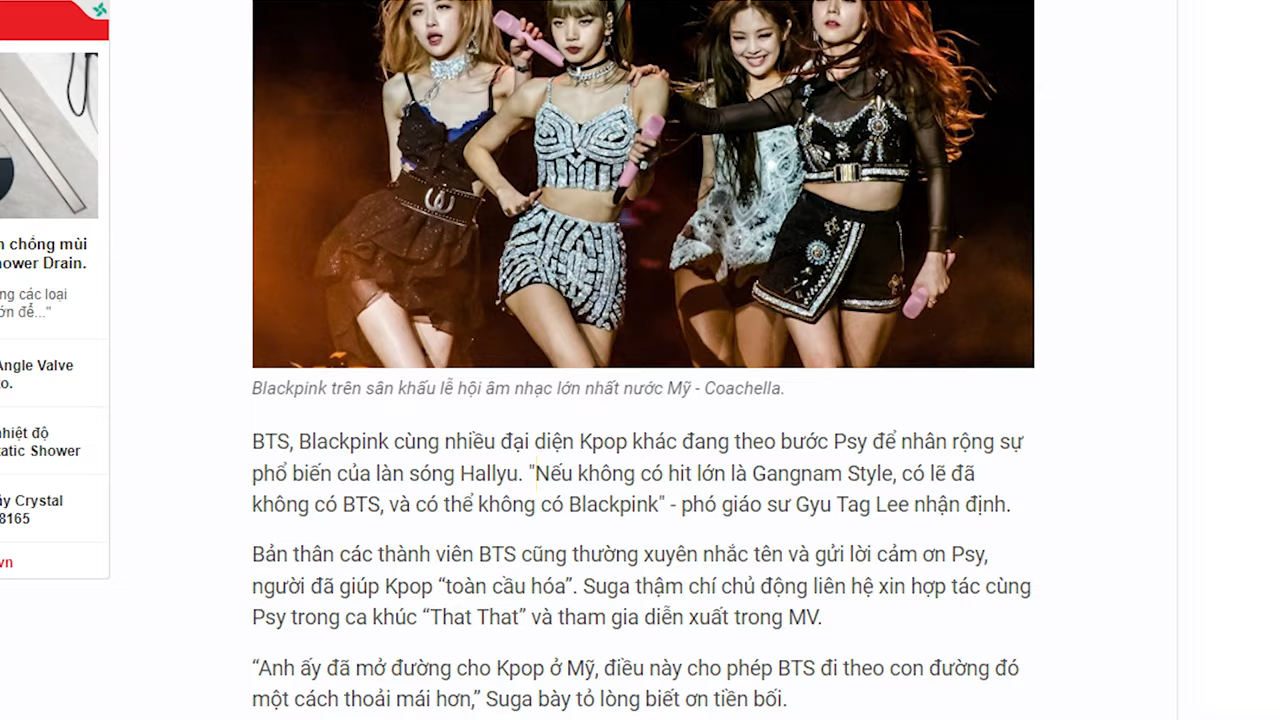 n chống mùi
ower Drain.
ng các loại
ớn để..."
Angle Valve
to.
nhiệt độ
tatic Shower
ấy Crystal
8165
vn
Blackpink trên sân khấu lễ hội âm nhạc lớn nhất nước Mỹ - Coachella.
BTS, Blackpink cùng nhiều đại diện Kpop khác đang theo bước Psy để nhân rộng sự
phổ biến của làn sóng Hallyu. "Nếu không có hit lớn là Gangnam Style, có lẽ đã
không có BTS, và có thể không có Blackpink" - phó giáo sư Gyu Tag Lee nhận định.
Bản thân các thành viên BTS cũng thường xuyên nhắc tên và gửi lời cảm ơn Psy,
người đã giúp Kpop “toàn cầu hóa”. Suga thậm chí chủ động liên hệ xin hợp tác cùng
Psy trong ca khúc “That That” và tham gia diễn xuất trong MV.
“Anh ấy đã mở đường cho Kpop ở Mỹ, điều này cho phép BTS đi theo con đường đó
một cách thoải mái hơn,” Suga bày tỏ lòng biết ơn tiền bối.